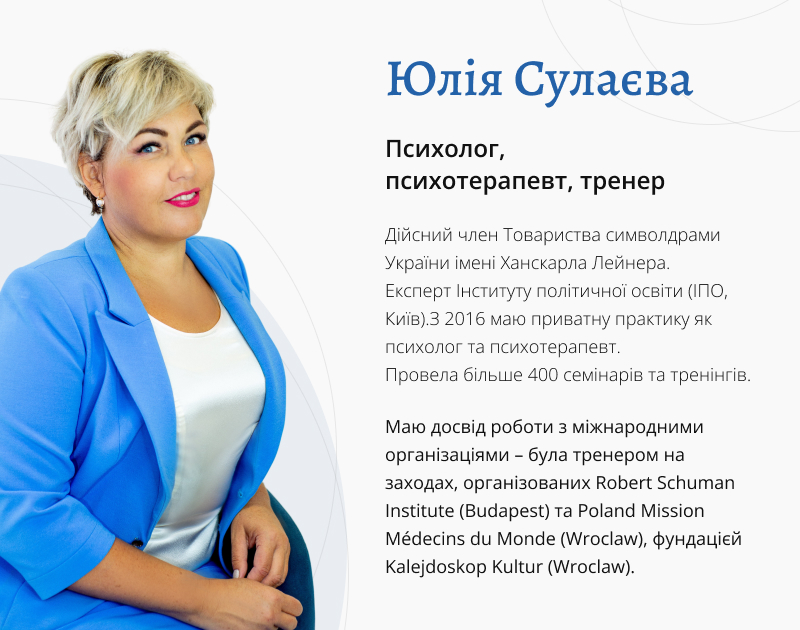 Юлія Сулаєва
Психолог,
психотерапевт, тренер
Дійсний член Товариства символдрами
України імені Ханскарла Лейнера.
Експерт Інституту політичної освіти (ІПО,
Київ).З 2016 маю приватну практику як
психолог та психотерапевт.
Провела більше 400 семінарів та тренінгів.
Маю досвід роботи з міжнародними
організаціями – була тренером на
заходах, організованих Robert Schuman
Institute (Budapest) та Poland Mission
Médecins du Monde (Wroclaw), фундацією
Kalejdoskop Kultur (Wroclaw).